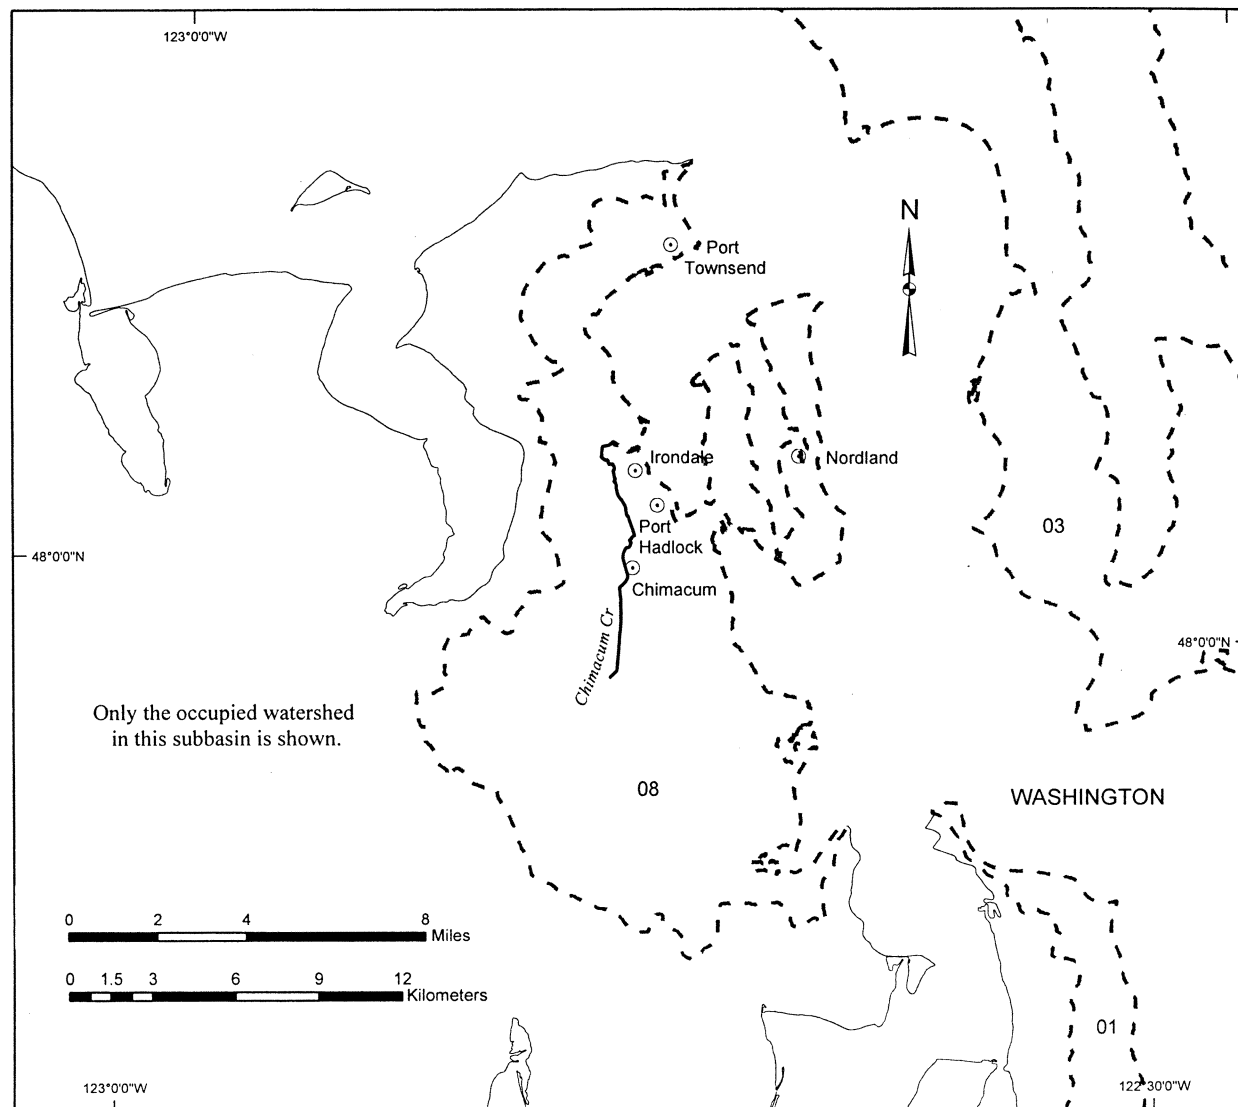 123°0'0"W
N
Port
Townsend
Irondale
Nordland
Port
Hadlock
03
48°0'0"N
Chimacum
Chimacum Cr
48°0'0"N
Only the occupied watershed
in this subbasin is shown.
08
WASHINGTON
0 2 4 8
Miles
0 1.5 3 6 9 12
Kilometers
01
123°0'0"W
122°30'0"W